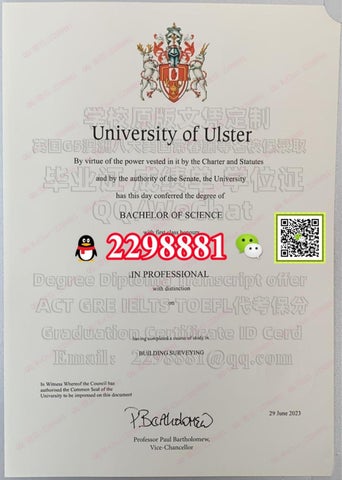 学校原版文凭定制
University of Ulster
By virtue of the power vested in it by the Charter and Statutes
and by the authority of the Senate, the University
毕业证 成绩单 学位证
has this day conferred the degree of
QQ/Wechat
BACHELOR OF SCIENCE
with first class honours
2298881
Degree Diploma Transcript offer
IN PROFESSIONAL
with distinction
ACT GRE IELTS TOEFL代考保分
on
Graduation Certificate ID Cerd
having completed a course of study in
BUILDING SURVEYING
Email: 2298881@qq.com
In Witness Whereof the Council has
authorised the Common Seal of the
University to be impressed on this document
29 June 2023
P. Bartholomew
Professor Paul Bartholomew,
Vice-Chancellor